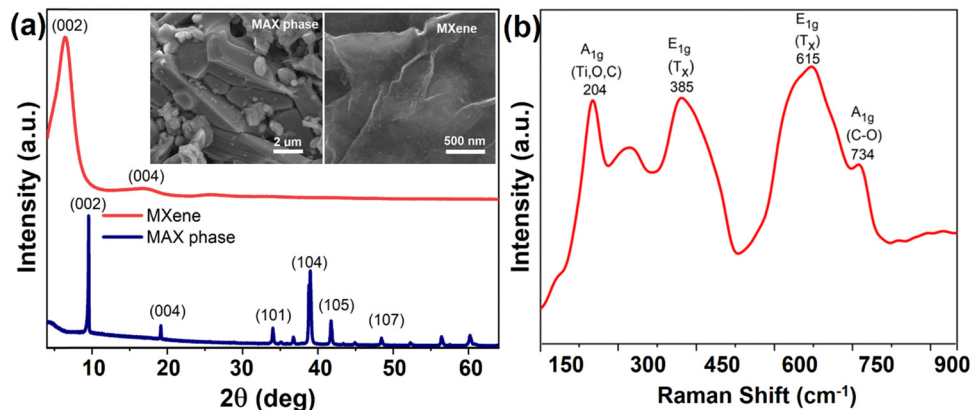 (a)
(002)
MAX phase
2 µm
MXene
500 nm
(004)
(002)
MXene
MAX phase
(004)
(101)
(104)
(105)
(107)
Intensity (a.u.)
10 20 30 40 50 60
2θ (deg)
(b)
A1g
(Ti,O,C)
204
E1g
(TX)
385
E1g
(TX)
615
A1g
(C-O)
734
Intensity (a.u.)
150 300 450 600 750 900
Raman Shift (cm-1)